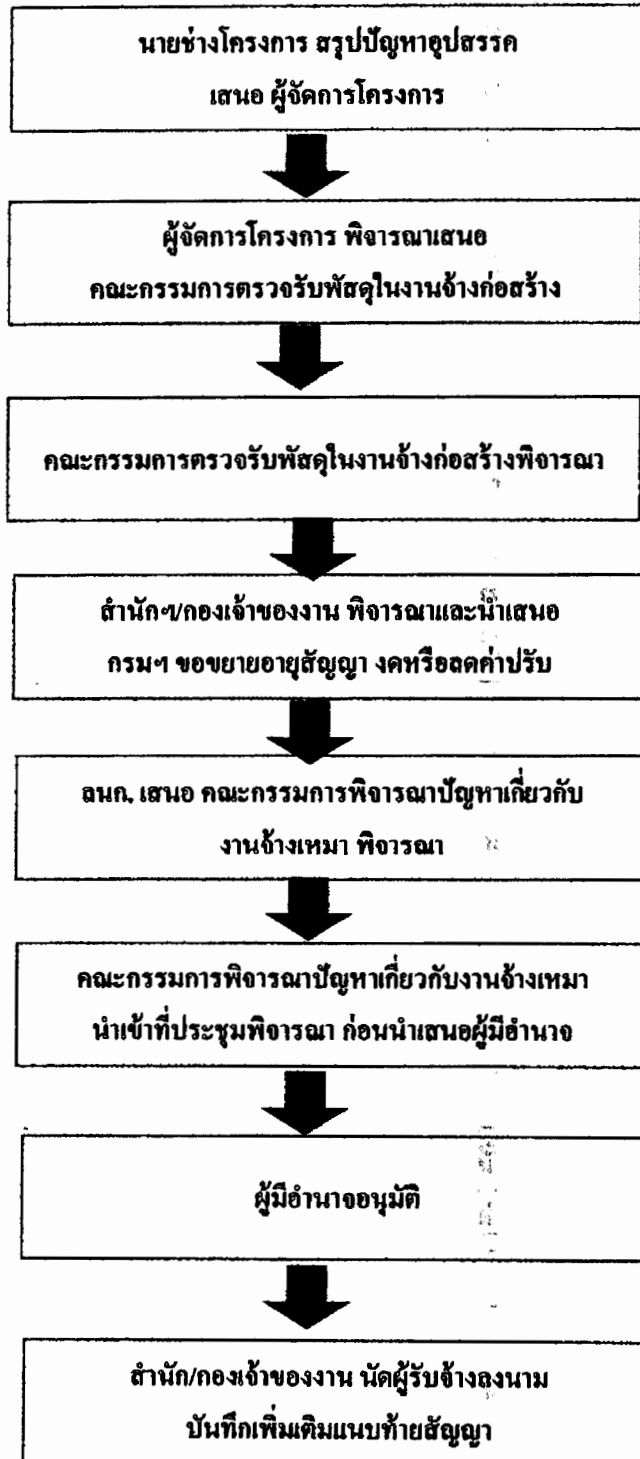 นายช่างโครงการ สรุปปัญหาอุปสรรค
เสนอ ผู้จัดการโครงการ
ผู้จัดการโครงการ พิจารณาเสนอ
คณะกรรมการตรวจรับพัสดุในงานจ้างก่อสร้าง
คณะกรรมการตรวจรับพัสดุในงานจ้างก่อสร้างพิจารณา
สำนักฯ/กองเจ้าของงาน พิจารณาและนำเสนอ
กรมฯ ขอขยายอายุสัญญา งดหรือลดค่าปรับ
ลนก. เสนอ คณะกรรมการพิจารณาปัญหาเกี่ยวกับ
งานจ้างเหมา พิจารณา
คณะกรรมการพิจารณาปัญหาเกี่ยวกับงานจ้างเหมา
นำเข้าที่ประชุมพิจารณา ก่อนนำเสนอผู้มีอำนาจ
ผู้มีอำนาจอนุมัติ
สำนัก/กองเจ้าของงาน นัดผู้รับจ้างลงนาม
บันทึกเพิ่มเติมแนบท้ายสัญญา